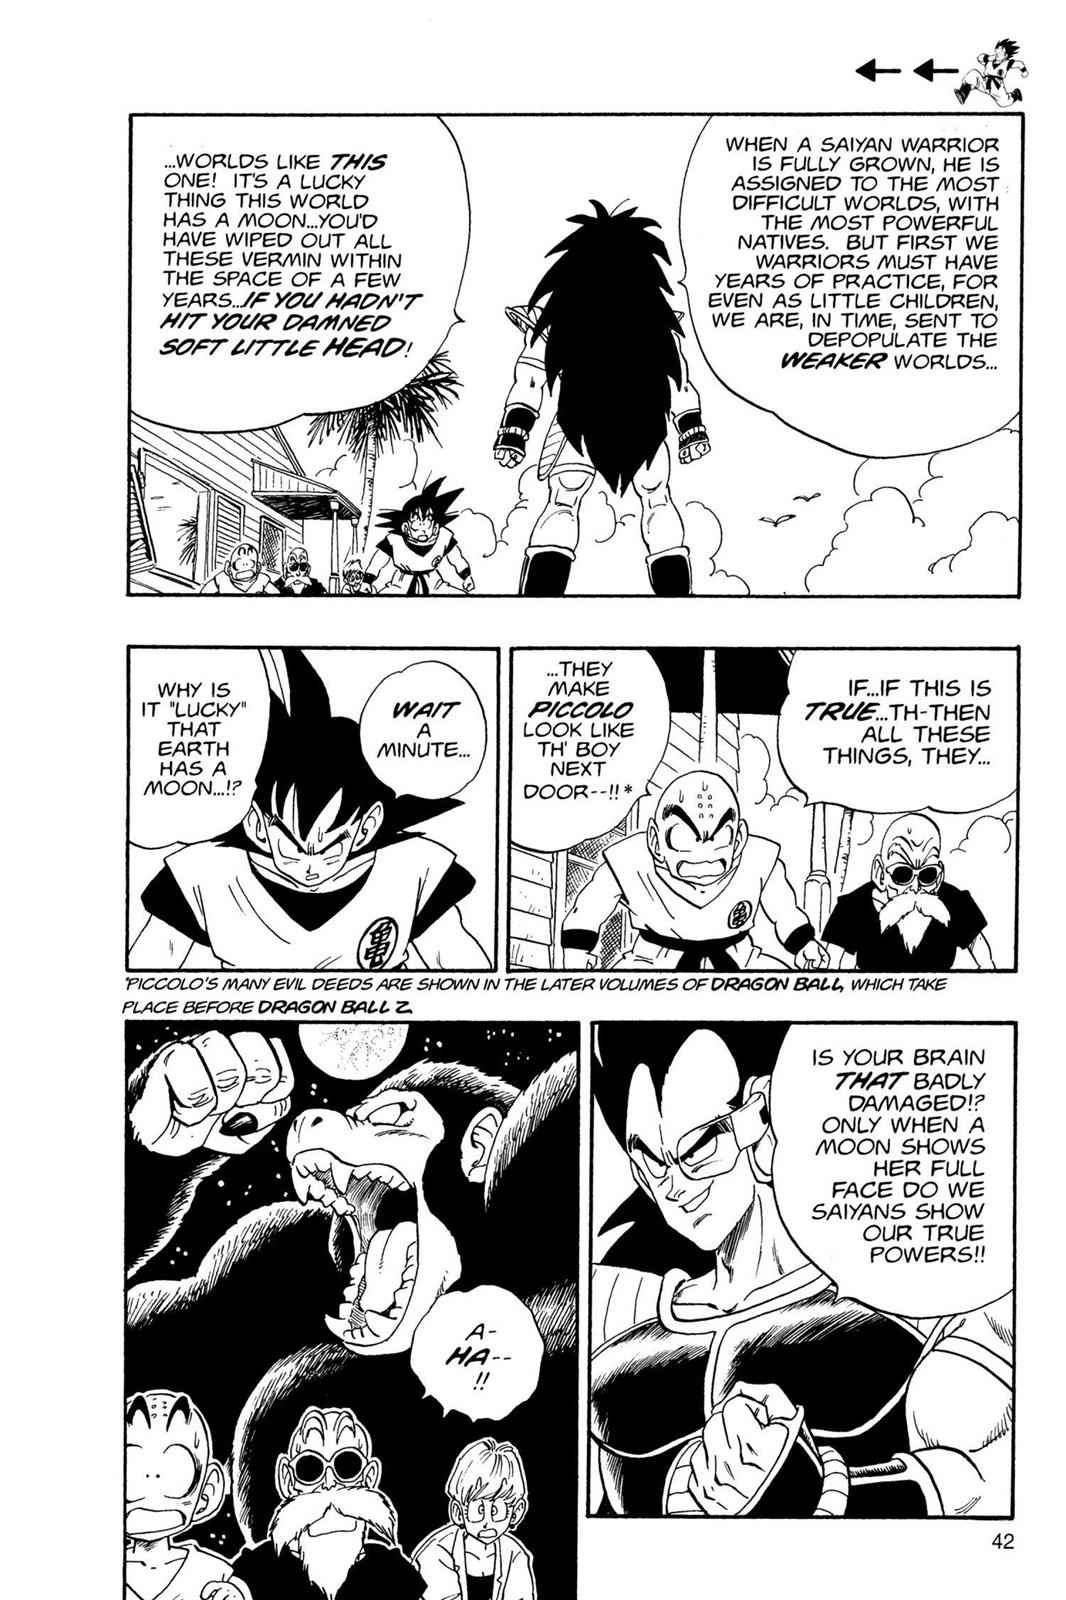 WHEN A SAIYAN WARRIOR
IS FULLY GROWN, HE IS
ASSIGNED TO THE MOST
DIFFICULT WORLDS, WITH
THE MOST POWERFUL
NATIVES. BUT FIRST WE
WARRIORS MUST HAVE
YEARS OF PRACTICE, FOR
EVEN AS LITTLE CHILDREN,
WE ARE, IN TIME, SENT TO
DEPOPULATE THE
WEAKER WORLDS...
...WORLDS LIKE THIS
ONE! IT'S A LUCKY
THING THIS WORLD
HAS A MOON...YOU'D
HAVE WIPED OUT ALL
THESE VERMIN WITHIN
THE SPACE OF A FEW
YEARS...IF YOU HADN'T
HIT YOUR DAMNED
SOFT LITTLE HEAD!
IF...IF THIS IS
TRUE...TH-THEN
ALL THESE
THINGS, THEY...
...THEY
MAKE
PICCOLO
LOOK LIKE
TH' BOY
NEXT
DOOR--!!*
WAIT
A
MINUTE...
WHY IS
IT "LUCKY"
THAT
EARTH
HAS A
MOON...!?
亀
*PICCOLO'S MANY EVIL DEEDS ARE SHOWN IN THE LATER VOLUMES OF DRAGON BALL, WHICH TAKE
PLACE BEFORE DRAGON BALL Z.
IS YOUR BRAIN
THAT BADLY
DAMAGED!?
ONLY WHEN A
MOON SHOWS
HER FULL
FACE DO WE
SAIYANS SHOW
OUR TRUE
POWERS!!
A-
HA--
!!
42